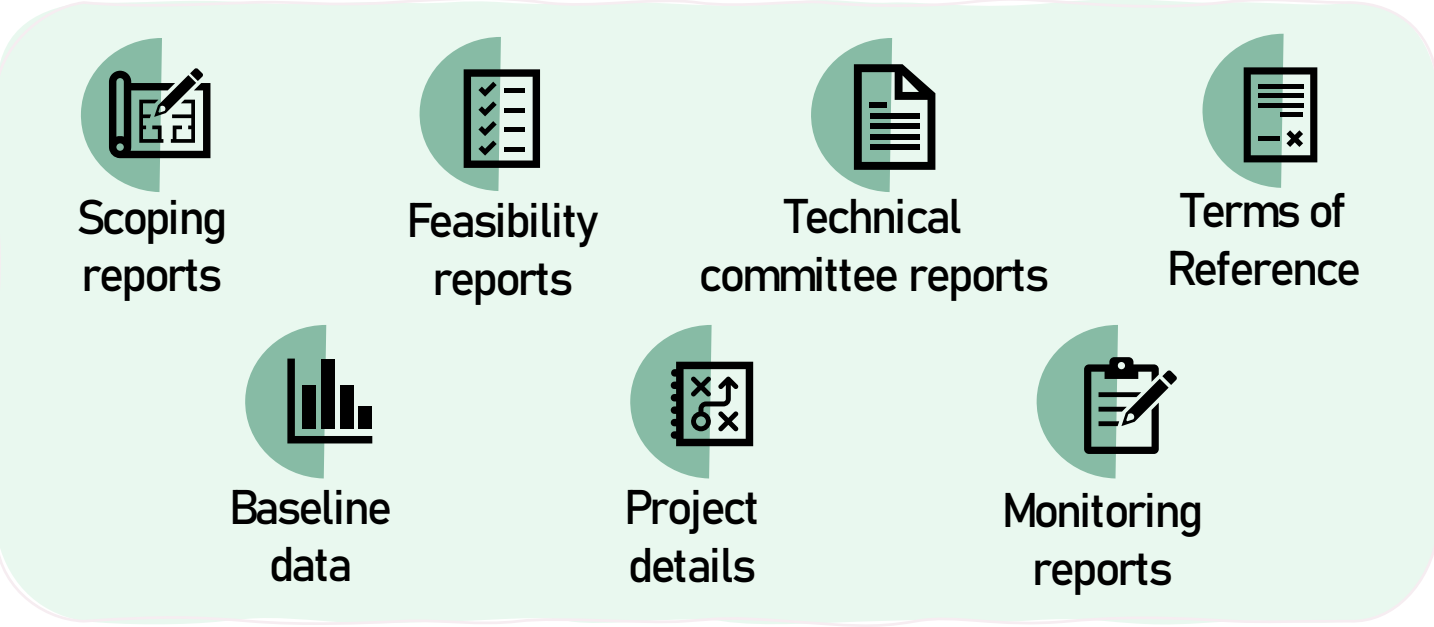 Scoping
reports
Feasibility
reports
Technical
committee reports
Terms of
Reference
Baseline
data
Project
details
Monitoring
reports